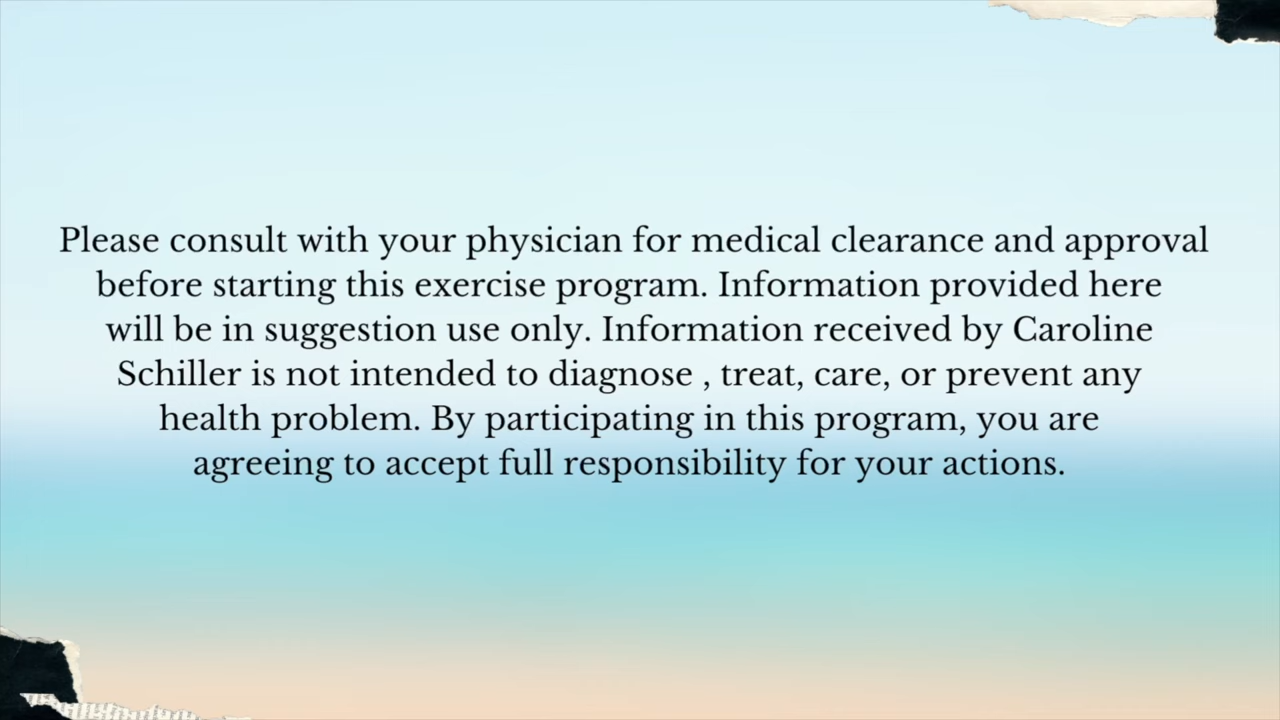 Please consult with your physician for medical clearance and approval
before starting this exercise program. Information provided here
will be in suggestion use only. Information received by Caroline
Schiller is not intended to diagnose , treat, care, or prevent any
health problem. By participating in this program, you are
agreeing to accept full responsibility for your actions.